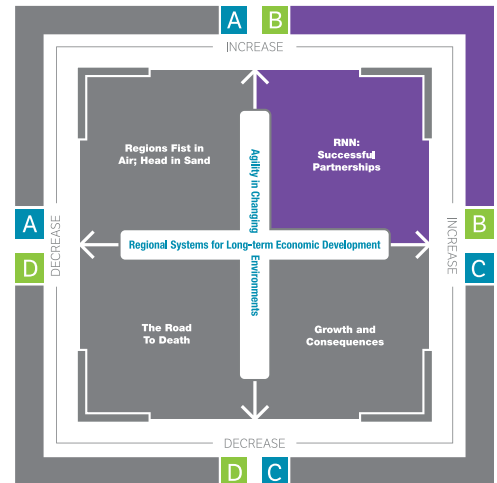 A B
INCREASE
Regions Fist in
Air; Head in Sand
RNN:
Successful
Partnerships
Agility in Changing
Environments
A
B
DECREASE
Regional Systems for Long-term Economic Development
INCREASE
D
C
The Road
To Death
Growth and
Consequences
DECREASE
D C